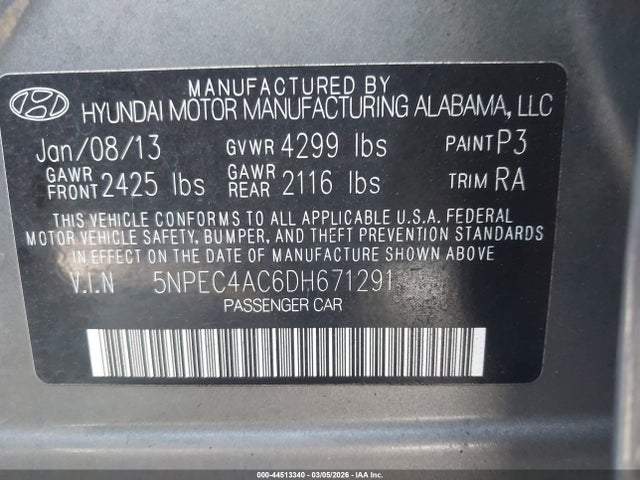 MANUFACTURED BY
HYUNDAI MOTOR MANUFACTURING ALABAMA, LLC
Jan/08/13 GVWR 4299 lbs PAINT P3
GAWR FRONT 2425 lbs GAWR REAR 2116 lbs TRIM RA
THIS VEHICLE CONFORMS TO ALL APPLICABLE U.S.A. FEDERAL
MOTOR VEHICLE SAFETY, BUMPER, AND THEFT PREVENTION STANDARDS
IN EFFECT ON THE DATE OF MANUFACTURE SHOWN ABOVE
V.I.N 5NPEC4AC6DH671291
PASSENGER CAR
000-44513340 - 03/05/2026 - IAA Inc.